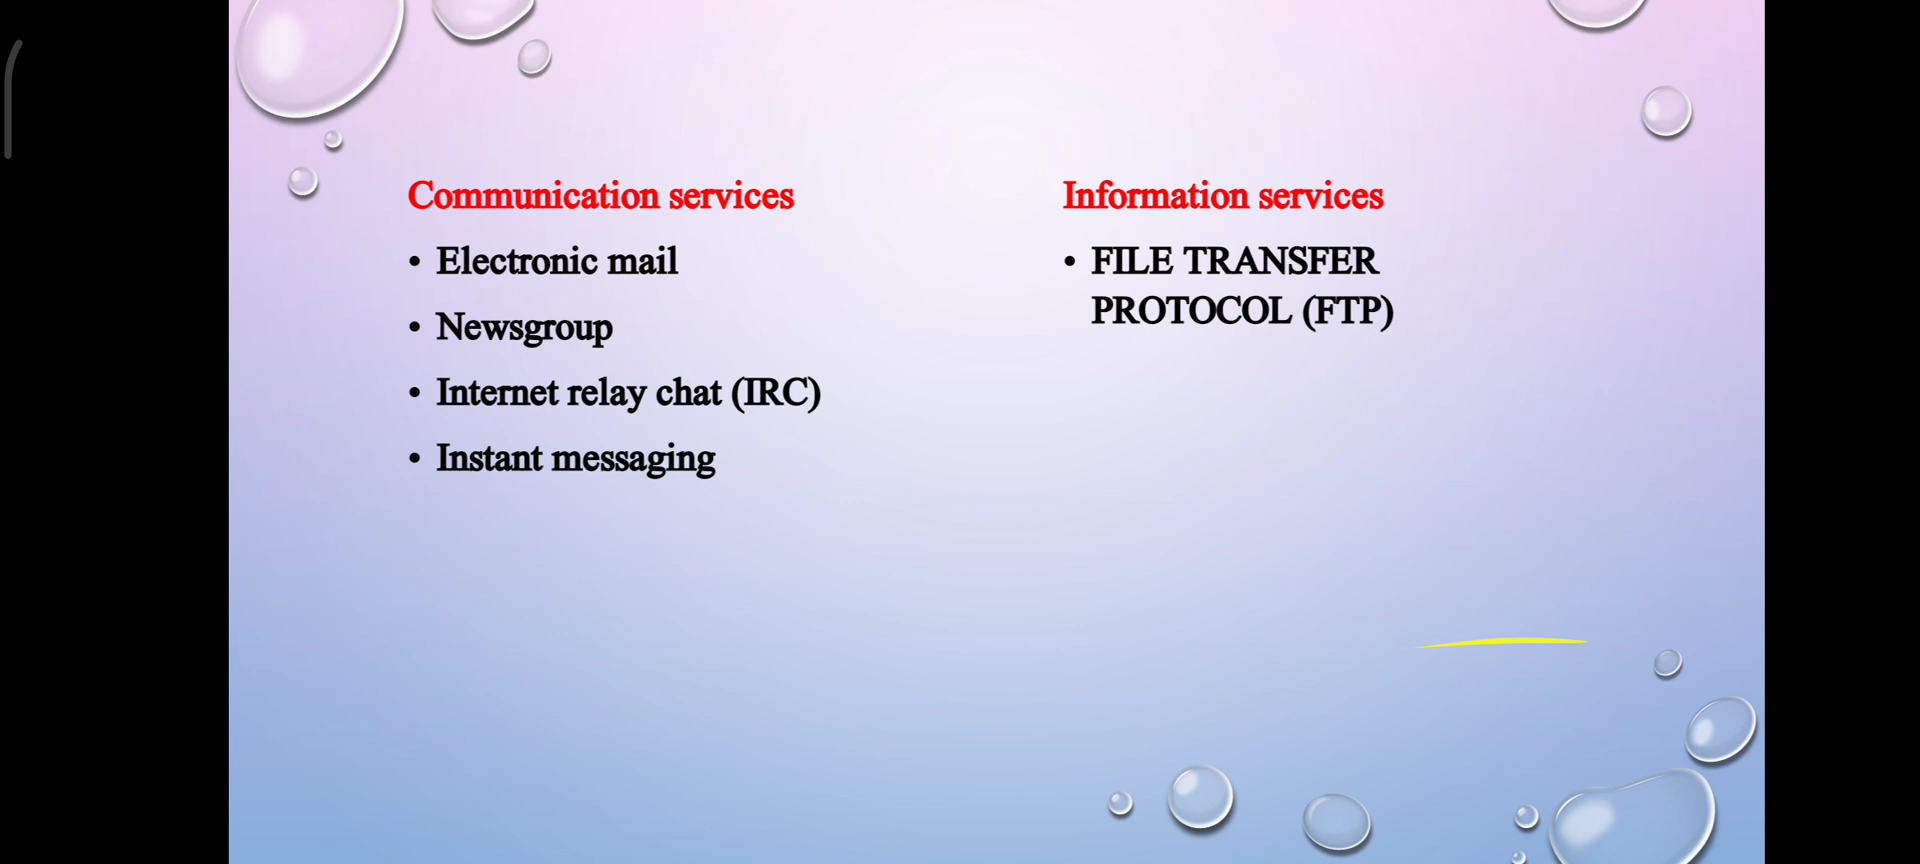 Communication services
• Electronic mail
• Newsgroup
• Internet relay chat (IRC)
• Instant messaging
Information services
• FILE TRANSFER
PROTOCOL (FTP)